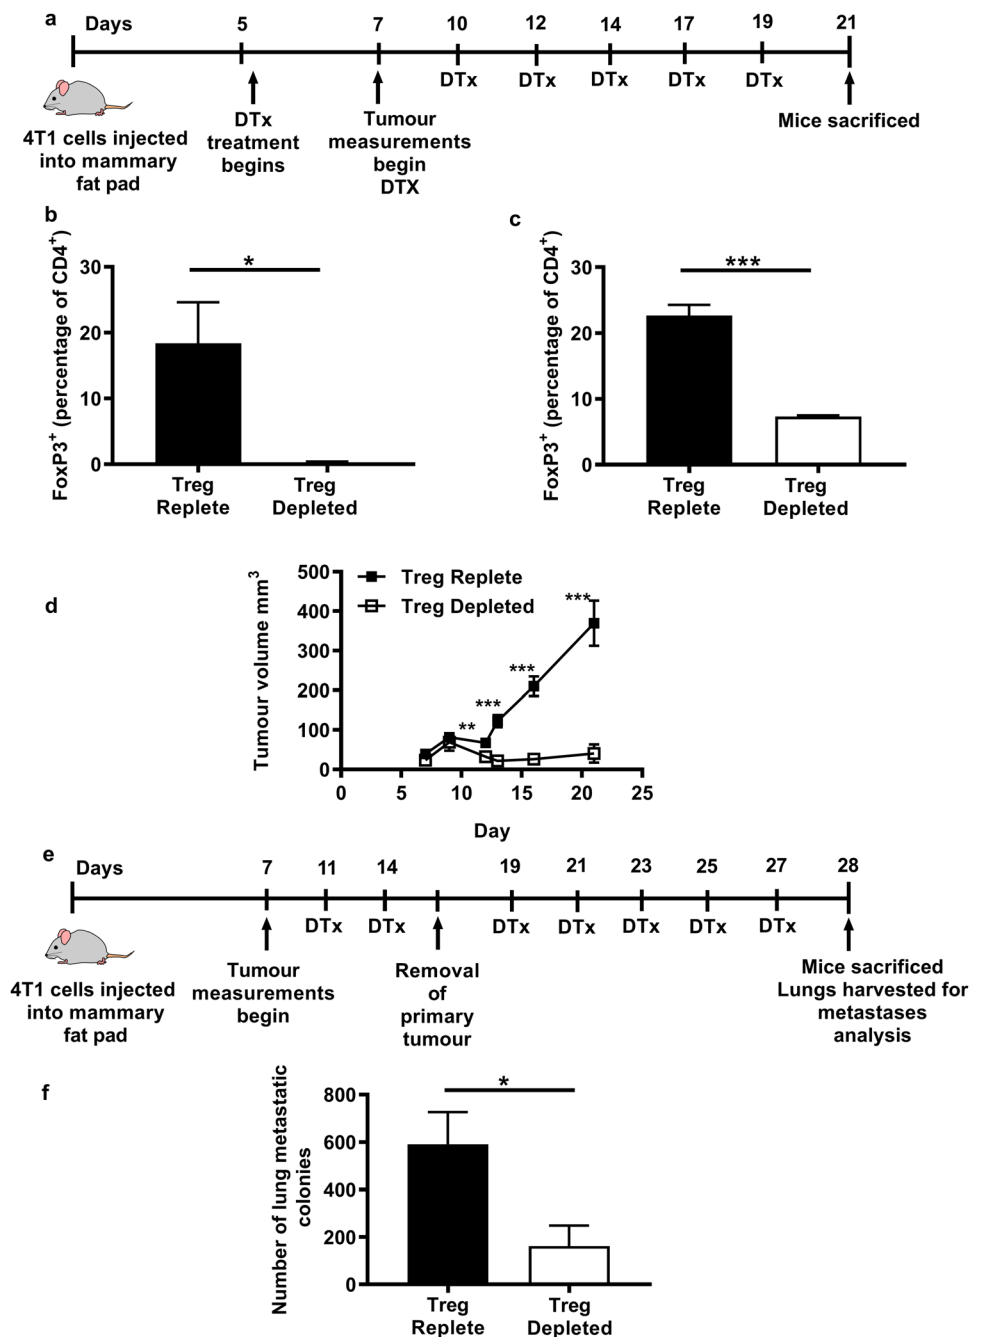 a
Days 5 7 10 12 14 17 19 21
DTx DTx DTx DTx DTx
4T1 cells injected
into mammary
fat pad
DTx
treatment
begins
Tumour
measurements
begin
DTX
Mice sacrificed
b
FoxP3+ (percentage of CD4+)
30
20
10
0
*
Treg
Replete
Treg
Depleted
c
FoxP3+ (percentage of CD4+)
30
20
10
0
***
Treg
Replete
Treg
Depleted
d
Tumour volume mm3
500
400
300
200
100
0
Treg Replete
Treg Depleted
**
***
***
***
0 5 10 15 20 25
Day
e
Days 7 11 14 19 21 23 25 27 28
DTx DTx DTx DTx DTx DTx DTx
4T1 cells injected
into mammary
fat pad
Tumour
measurements
begin
Removal
of
primary
tumour
Mice sacrificed
Lungs harvested for
metastases
analysis
f
Number of lung metastatic
colonies
800
600
400
200
0
*
Treg
Replete
Treg
Depleted